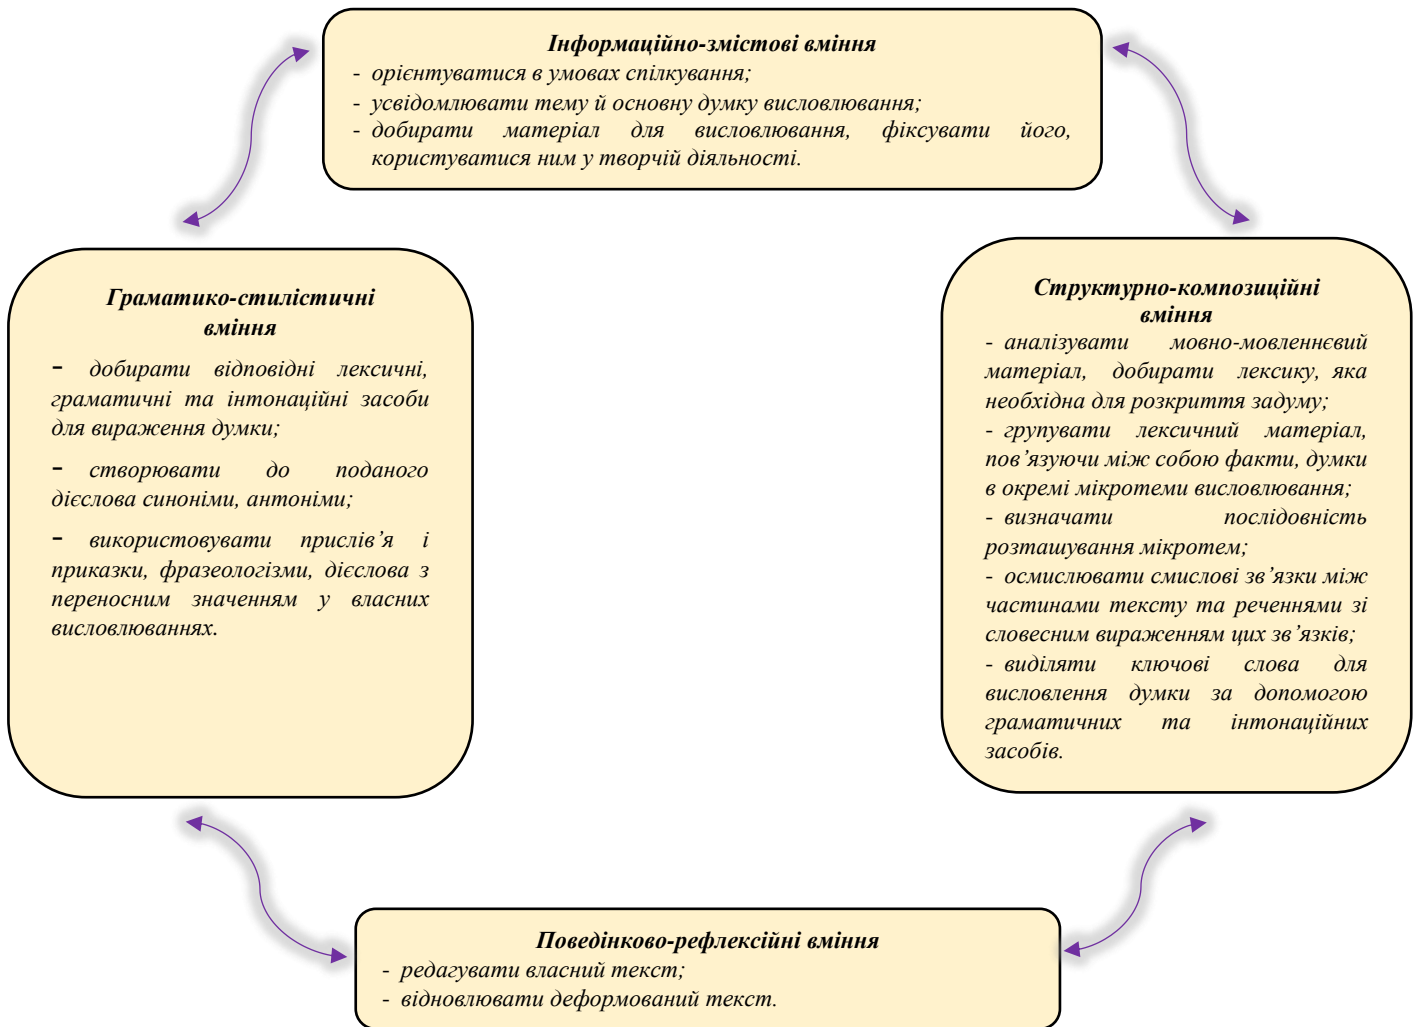 Інформаційно-змістові вміння
- орієнтуватися в умовах спілкування;
- усвідомлювати тему й основну думку висловлювання;
- добирати матеріал для висловлювання, фіксувати його,
користуватися ним у творчій діяльності.
Граматико-стилістичні
вміння
- добирати відповідні лексичні,
граматичні та інтонаційні засоби
для вираження думки;
- створювати до поданого
дієслова синоніми, антоніми;
- використовувати прислів’я і
приказки, фразеологізми, дієслова з
переносним значенням у власних
висловлюваннях.
Структурно-композиційні
вміння
- аналізувати мовно-мовленнєвий
матеріал, добирати лексику, яка
необхідна для розкриття задуму;
- групувати лексичний матеріал,
пов’язуючи між собою факти, думки
в окремі мікротеми висловлювання;
- визначати послідовність
розташування мікротем;
- осмислювати смислові зв’язки між
частинами тексту та реченнями зі
словесним вираженням цих зв’язків;
- виділяти ключові слова для
висловлення думки за допомогою
граматичних та інтонаційних
засобів.
Поведінково-рефлексійні вміння
- редагувати власний текст;
- відновлювати деформований текст.